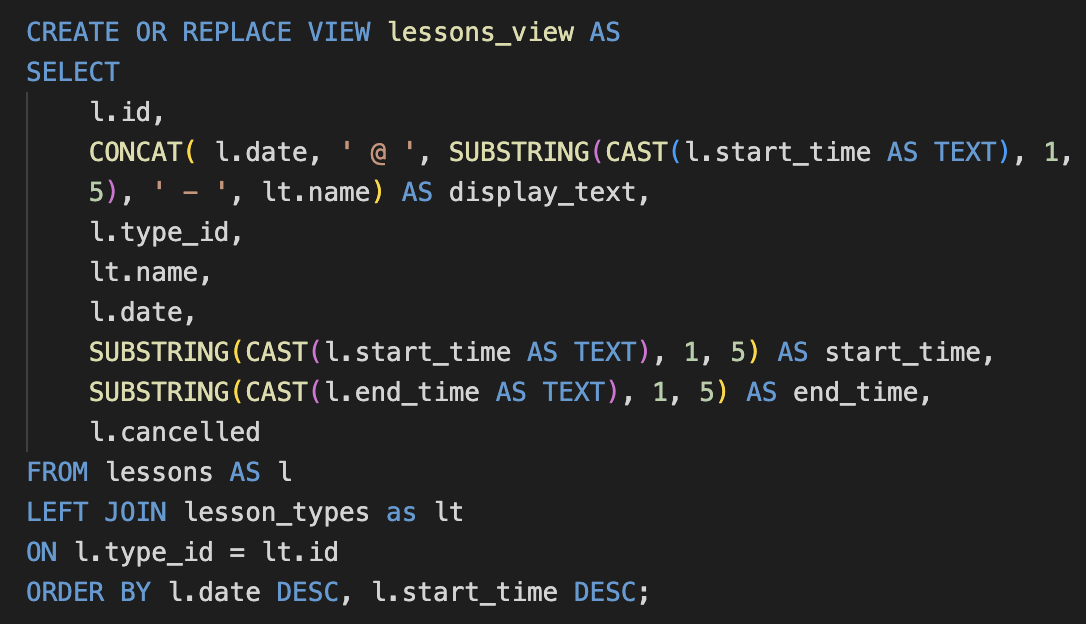 CREATE OR REPLACE VIEW lessons_view AS
SELECT
    l.id,
    CONCAT( l.date, ' @ ', SUBSTRING(CAST(l.start_time AS TEXT), 1,
    5), ' – ', lt.name) AS display_text,
    l.type_id,
    lt.name,
    l.date,
    SUBSTRING(CAST(l.start_time AS TEXT), 1, 5) AS start_time,
    SUBSTRING(CAST(l.end_time AS TEXT), 1, 5) AS end_time,
    l.cancelled
FROM lessons AS l
LEFT JOIN lesson_types as lt
ON l.type_id = lt.id
ORDER BY l.date DESC, l.start_time DESC;